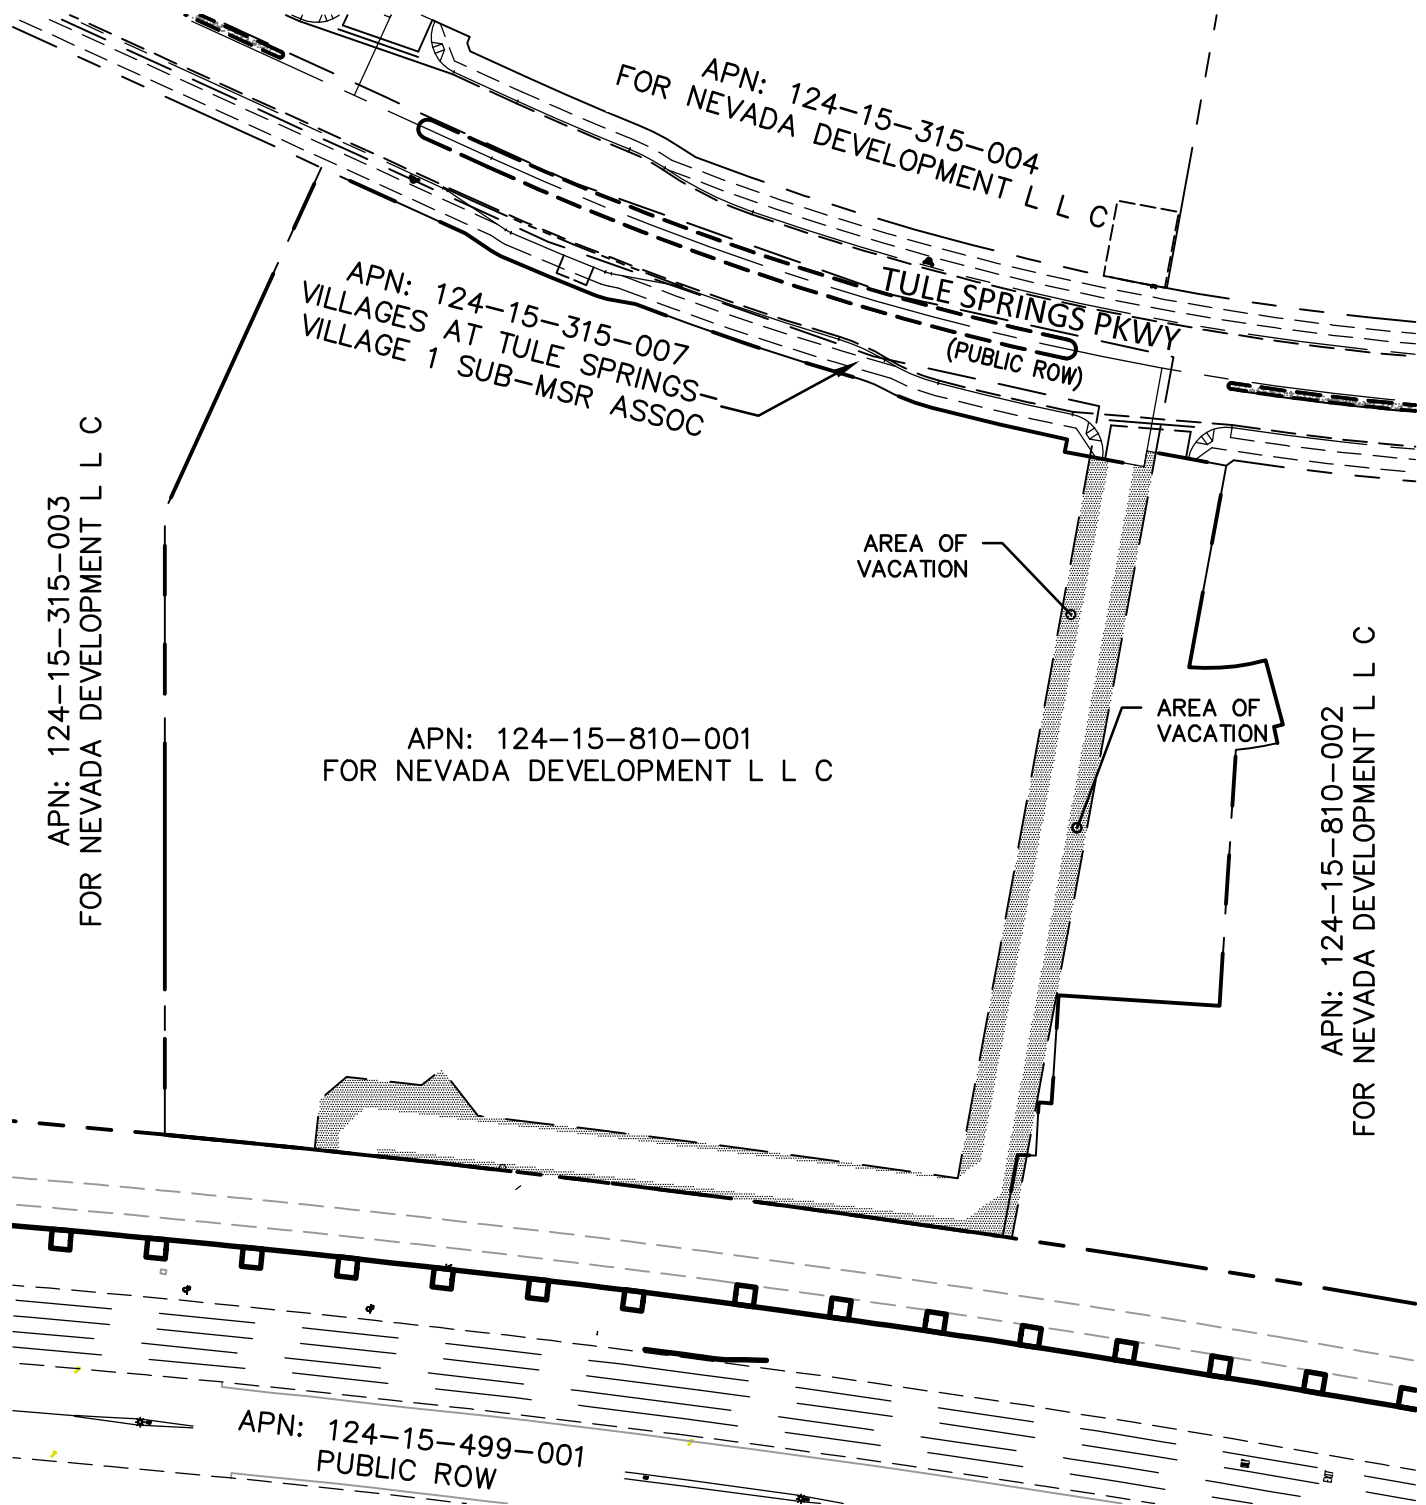 APN: 124-15-315-004
FOR NEVADA DEVELOPMENT L L C
TULE SPRINGS PKWY
(PUBLIC ROW)
APN: 124-15-315-007
VILLAGES AT TULE SPRINGS-
VILLAGE 1 SUB-MSR ASSOC
APN: 124-15-315-003
FOR NEVADA DEVELOPMENT L L C
AREA OF
VACATION
AREA OF
VACATION
APN: 124-15-810-001
FOR NEVADA DEVELOPMENT L L C
APN: 124-15-810-002
FOR NEVADA DEVELOPMENT L L C
APN: 124-15-499-001
PUBLIC ROW